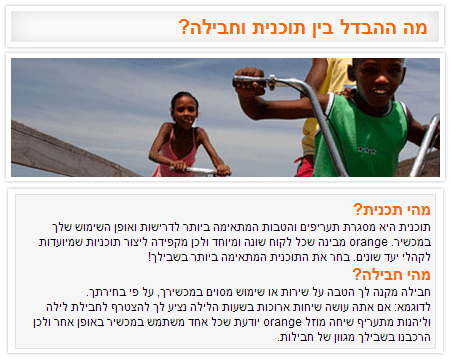 מה ההבדל בין תוכנית וחבילה?
מהי תכנית?
תוכנית היא מסגרת תעריפים והטבות המתאימה ביותר לדרישות ואופן השימוש שלך
במכשיר. orange מבינה שכל לקוח שונה ומיוחד ולכן מקפידה ליצור תוכניות שמיועדות
לקהלי יעד שונים. בחר את התוכנית המתאימה ביותר בשבילך!
מהי חבילה?
חבילה מקנה לך הטבה על שירות או שימוש מסוים במכשירך, על פי בחירתך.
לדוגמא: אם אתה עושה שיחות ארוכות בשעות הלילה נציע לך להצטרף לחבילת לילה
וליהנות מתעריף שיחה מוזל orange יודעת שכל אחד משתמש במכשיר באופן אחר ולכן
הרכבנו בשבילך מגוון של חבילות.